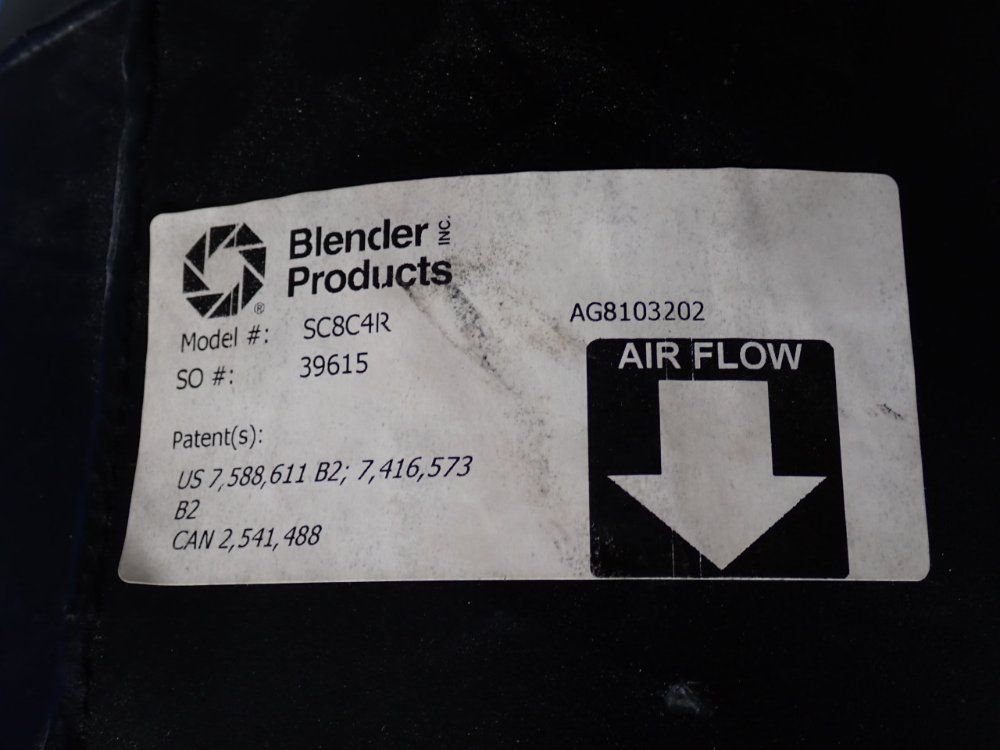 Blender INC.
Products
®
Model #: SC8C4R
SO #: 39615
AG8103202
AIR FLOW
Patent(s):
US 7,588,611 B2; 7,416,573
B2
CAN 2,541,488